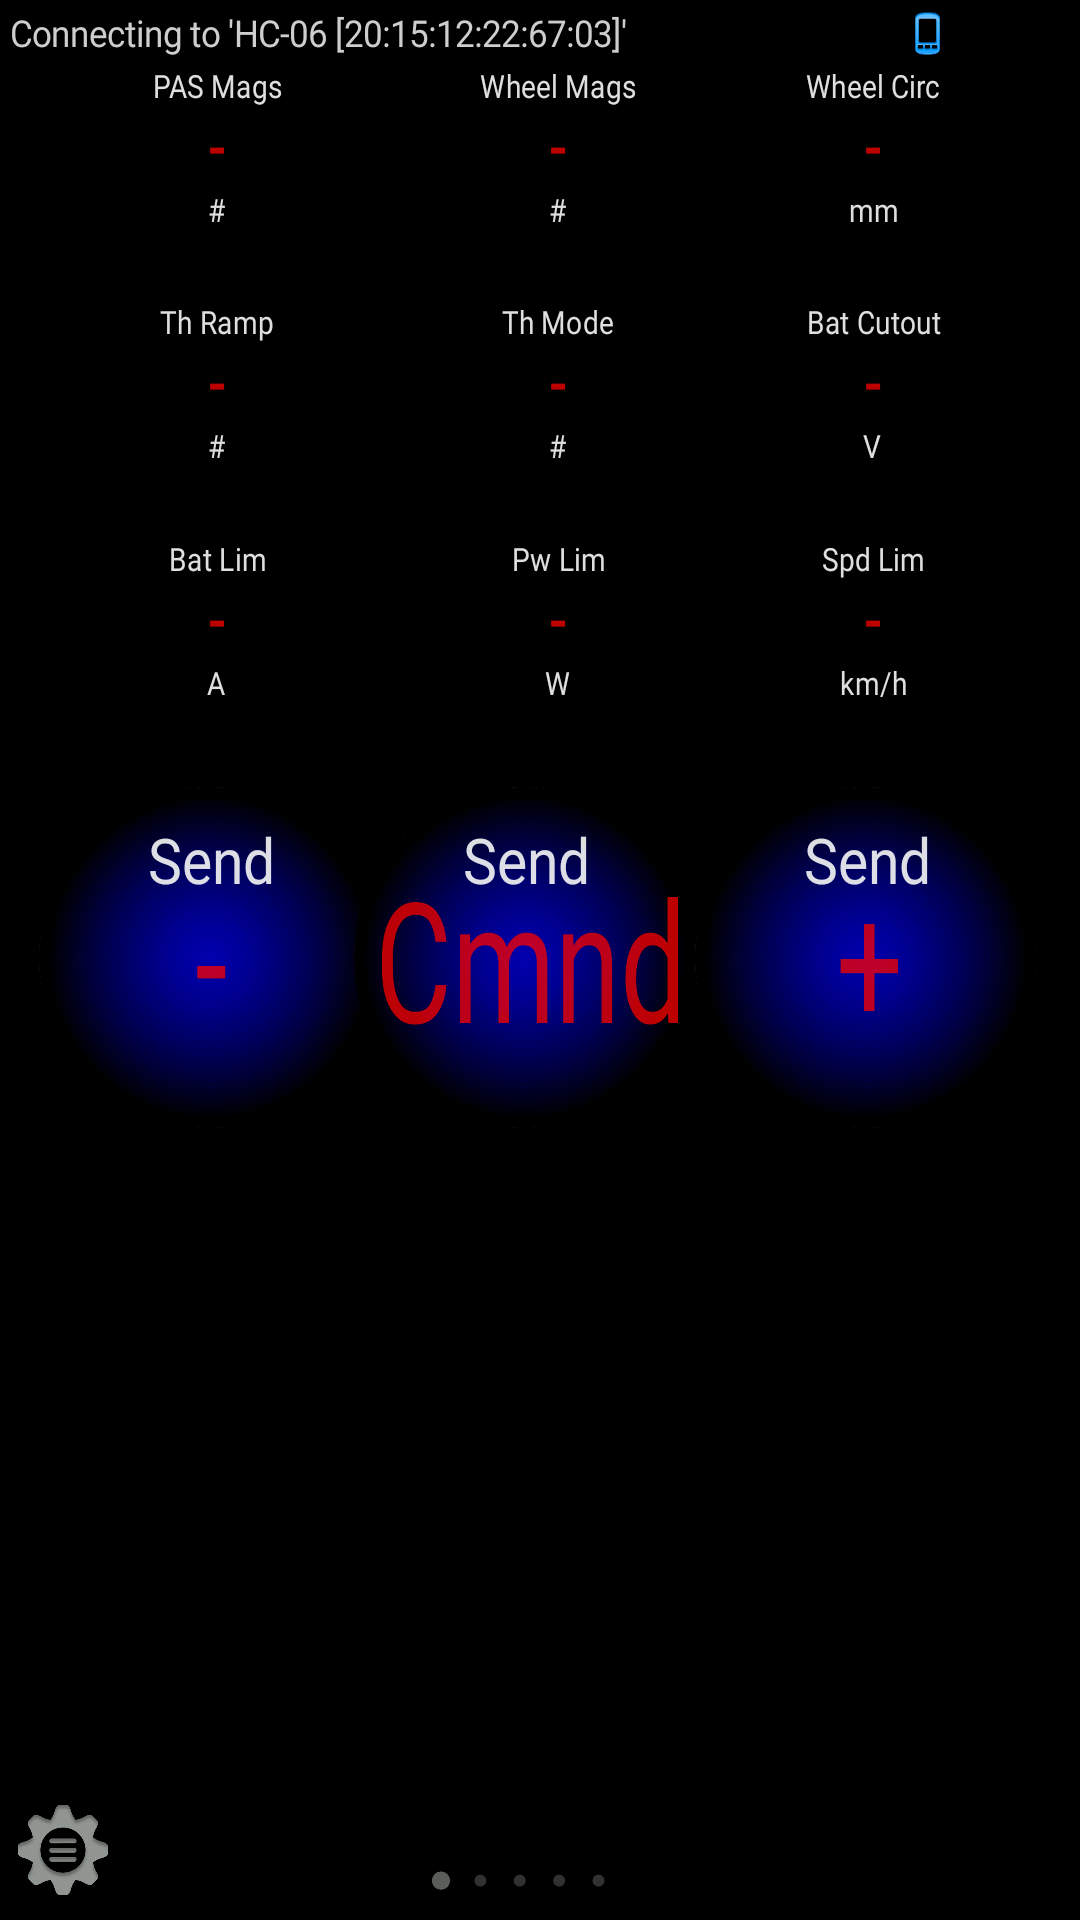 Connecting to 'HC-06 [20:15:12:22:67:03]'
PAS Mags Wheel Mags Wheel Circ
- - -
# # mm
Th Ramp Th Mode Bat Cutout
- - -
# # V
Bat Lim Pw Lim Spd Lim
- - -
A W km/h
Send Send Send
- Cmnd +